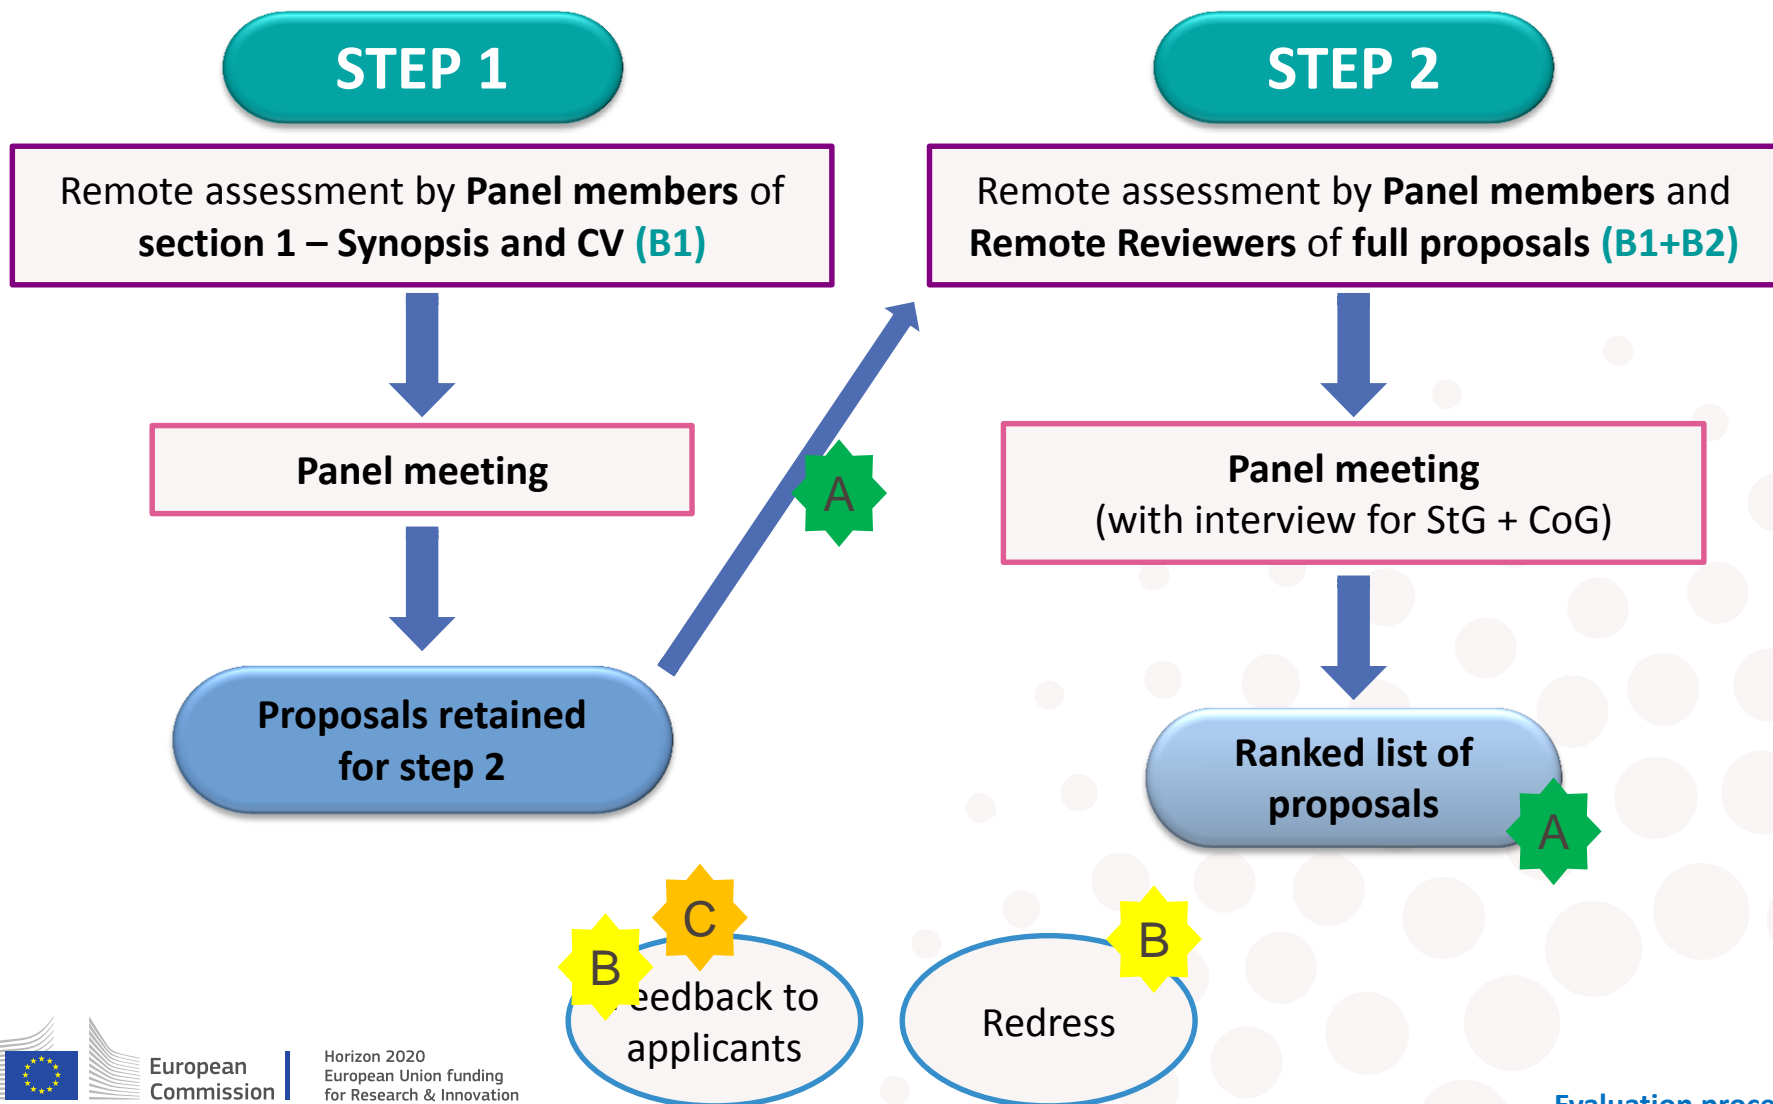 STEP 1
Remote assessment by Panel members of
section 1 – Synopsis and CV (B1)
Panel meeting
Proposals retained
for step 2
A
STEP 2
Remote assessment by Panel members and
Remote Reviewers of full proposals (B1+B2)
Panel meeting
(with interview for StG + CoG)
Ranked list of
proposals
A
B
C
eedback to
applicants
B
Redress
European
Commission
Horizon 2020
European Union funding
for Research & Innovation
Evaluation proce